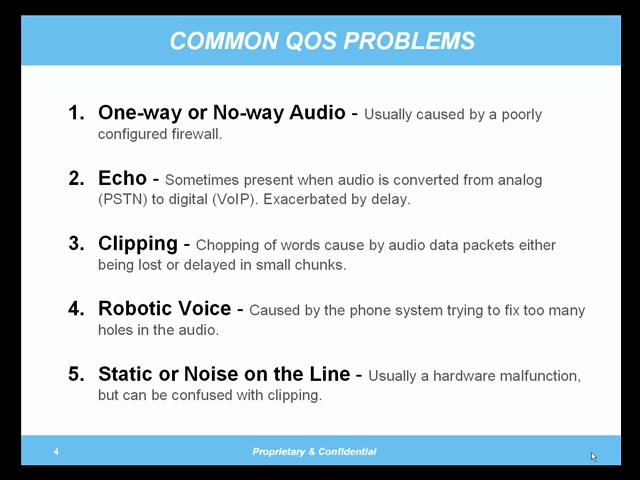 COMMON QOS PROBLEMS
1. One-way or No-way Audio - Usually caused by a poorly
configured firewall.
2. Echo - Sometimes present when audio is converted from analog
(PSTN) to digital (VoIP). Exacerbated by delay.
3. Clipping - Chopping of words cause by audio data packets either
being lost or delayed in small chunks.
4. Robotic Voice - Caused by the phone system trying to fix too many
holes in the audio.
5. Static or Noise on the Line - Usually a hardware malfunction,
but can be confused with clipping.
4 Proprietary & Confidential